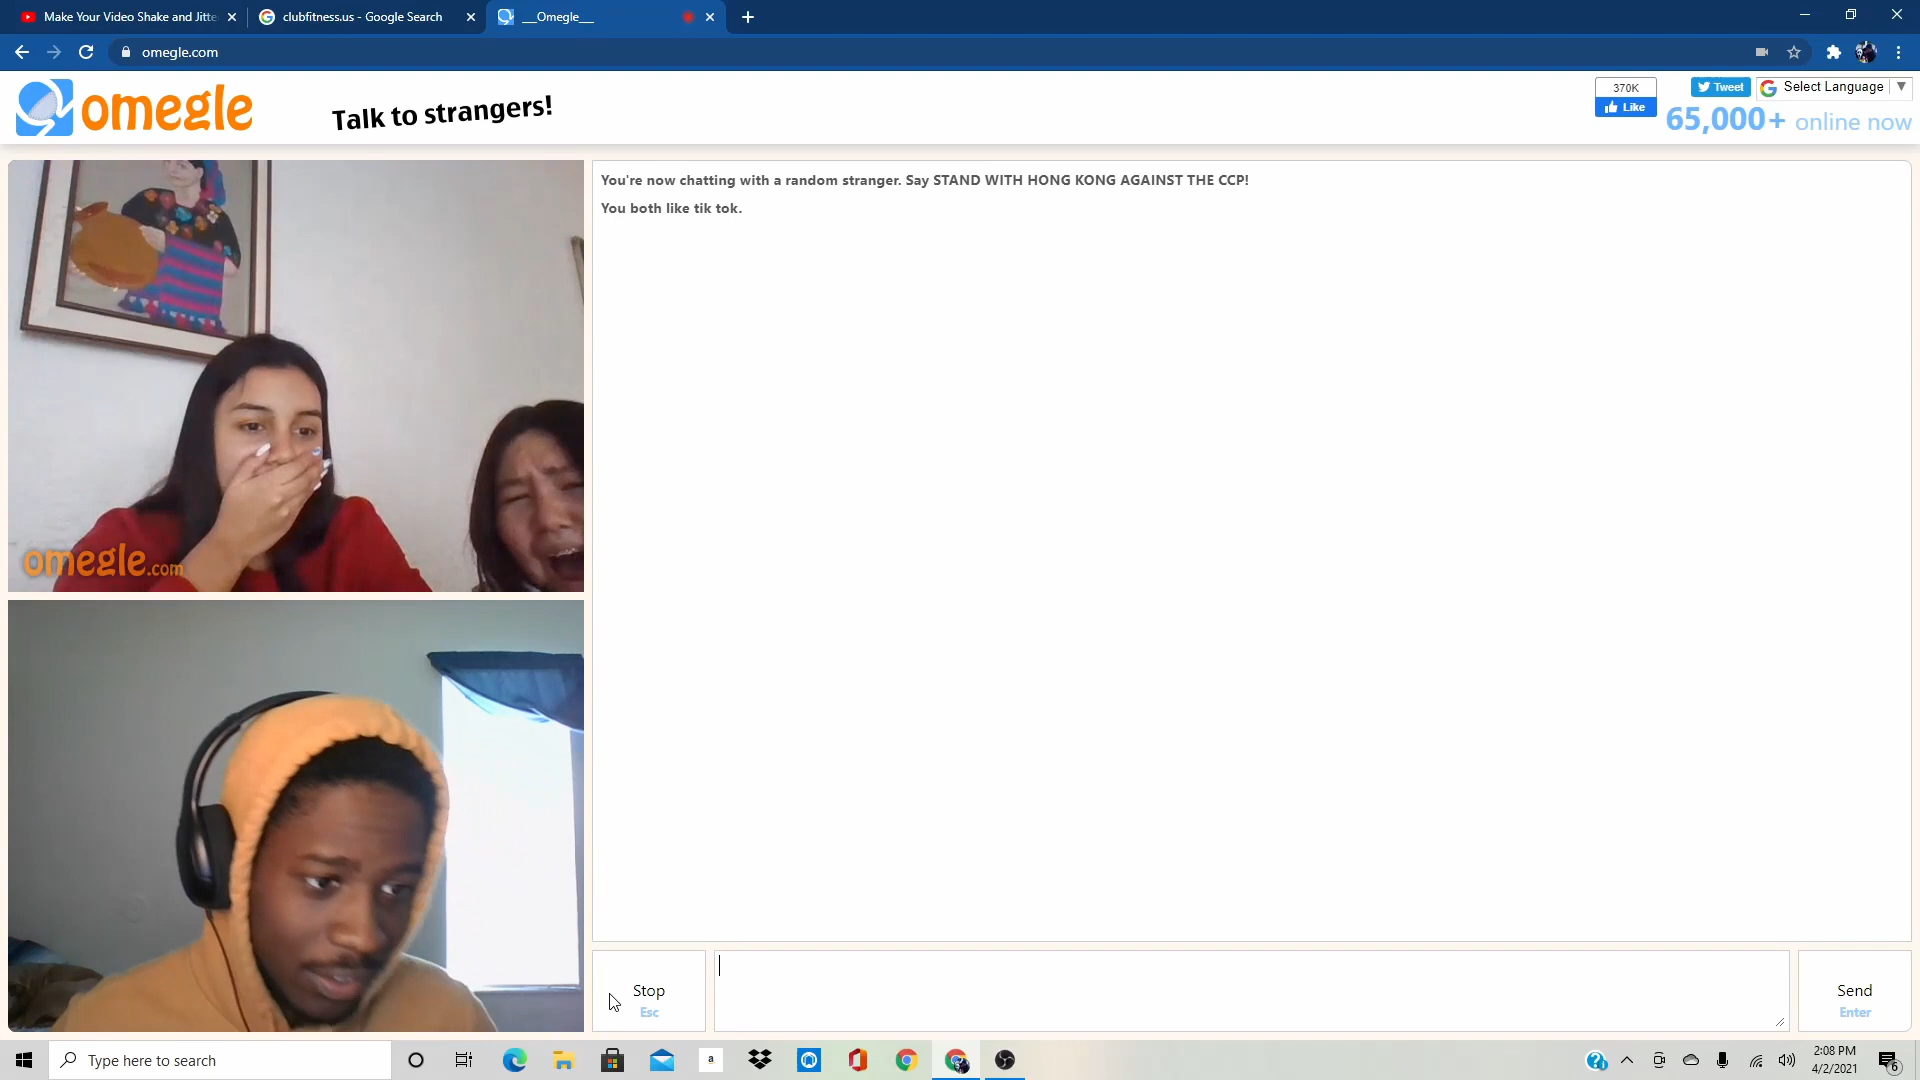 Make Your Video Shake and Jitte
clubfitness.us - Google Search
__Omegle__
omegle.com
omegle
Talk to strangers!
370K
Like
Tweet
Select Language
65,000+ online now
You're now chatting with a random stranger. Say STAND WITH HONG KONG AGAINST THE CCP!
You both like tik tok.
omegle.com
Stop
Esc
Send
Enter
Type here to search
a
2:08 PM
4/2/2021
6